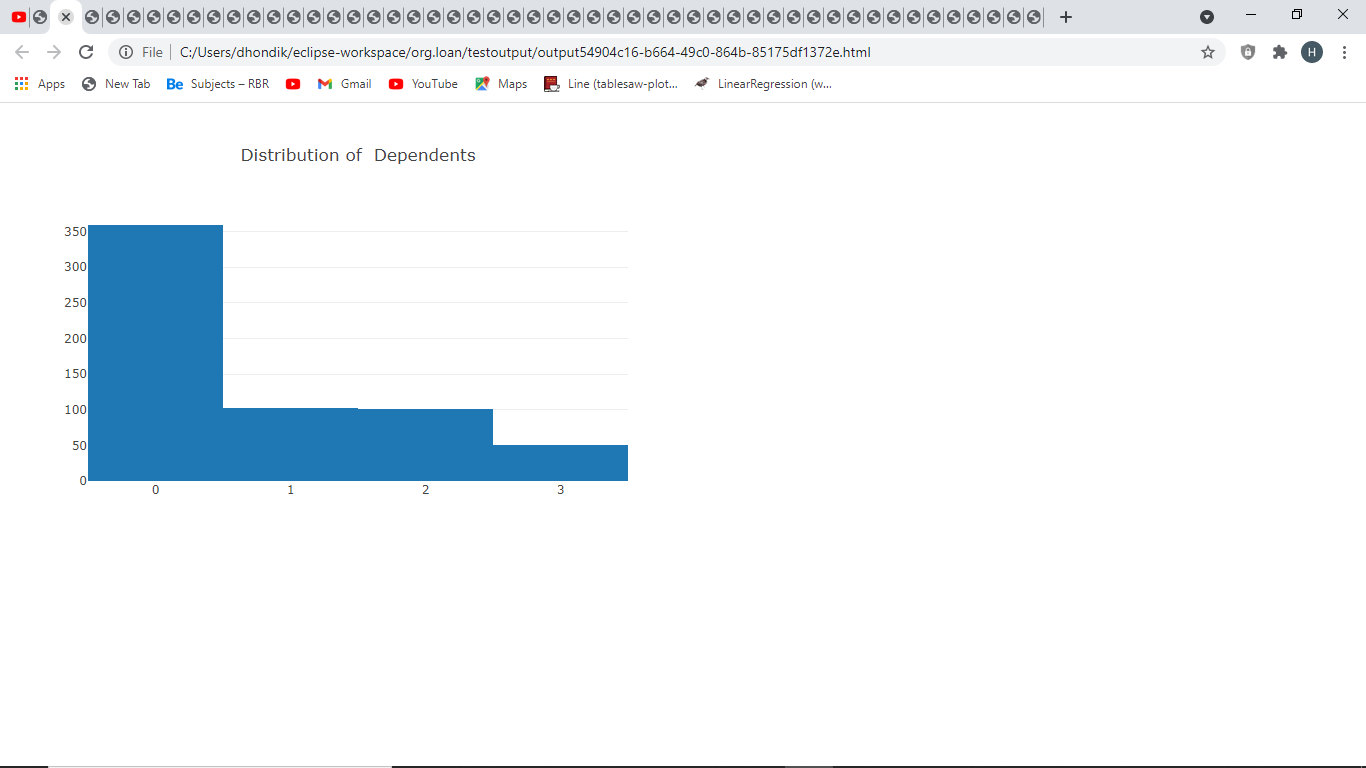 File C:/Users/dhondik/eclipse-workspace/org.loan/testoutput/output54904c16-b664-49c0-864b-85175df1372e.html H
Apps New Tab Be Subjects – RBR Gmail YouTube Maps Line (tablesaw-plot... LinearRegression (w...
Distribution of  Dependents
350
300
250
200
150
100
50
0
0 1 2 3